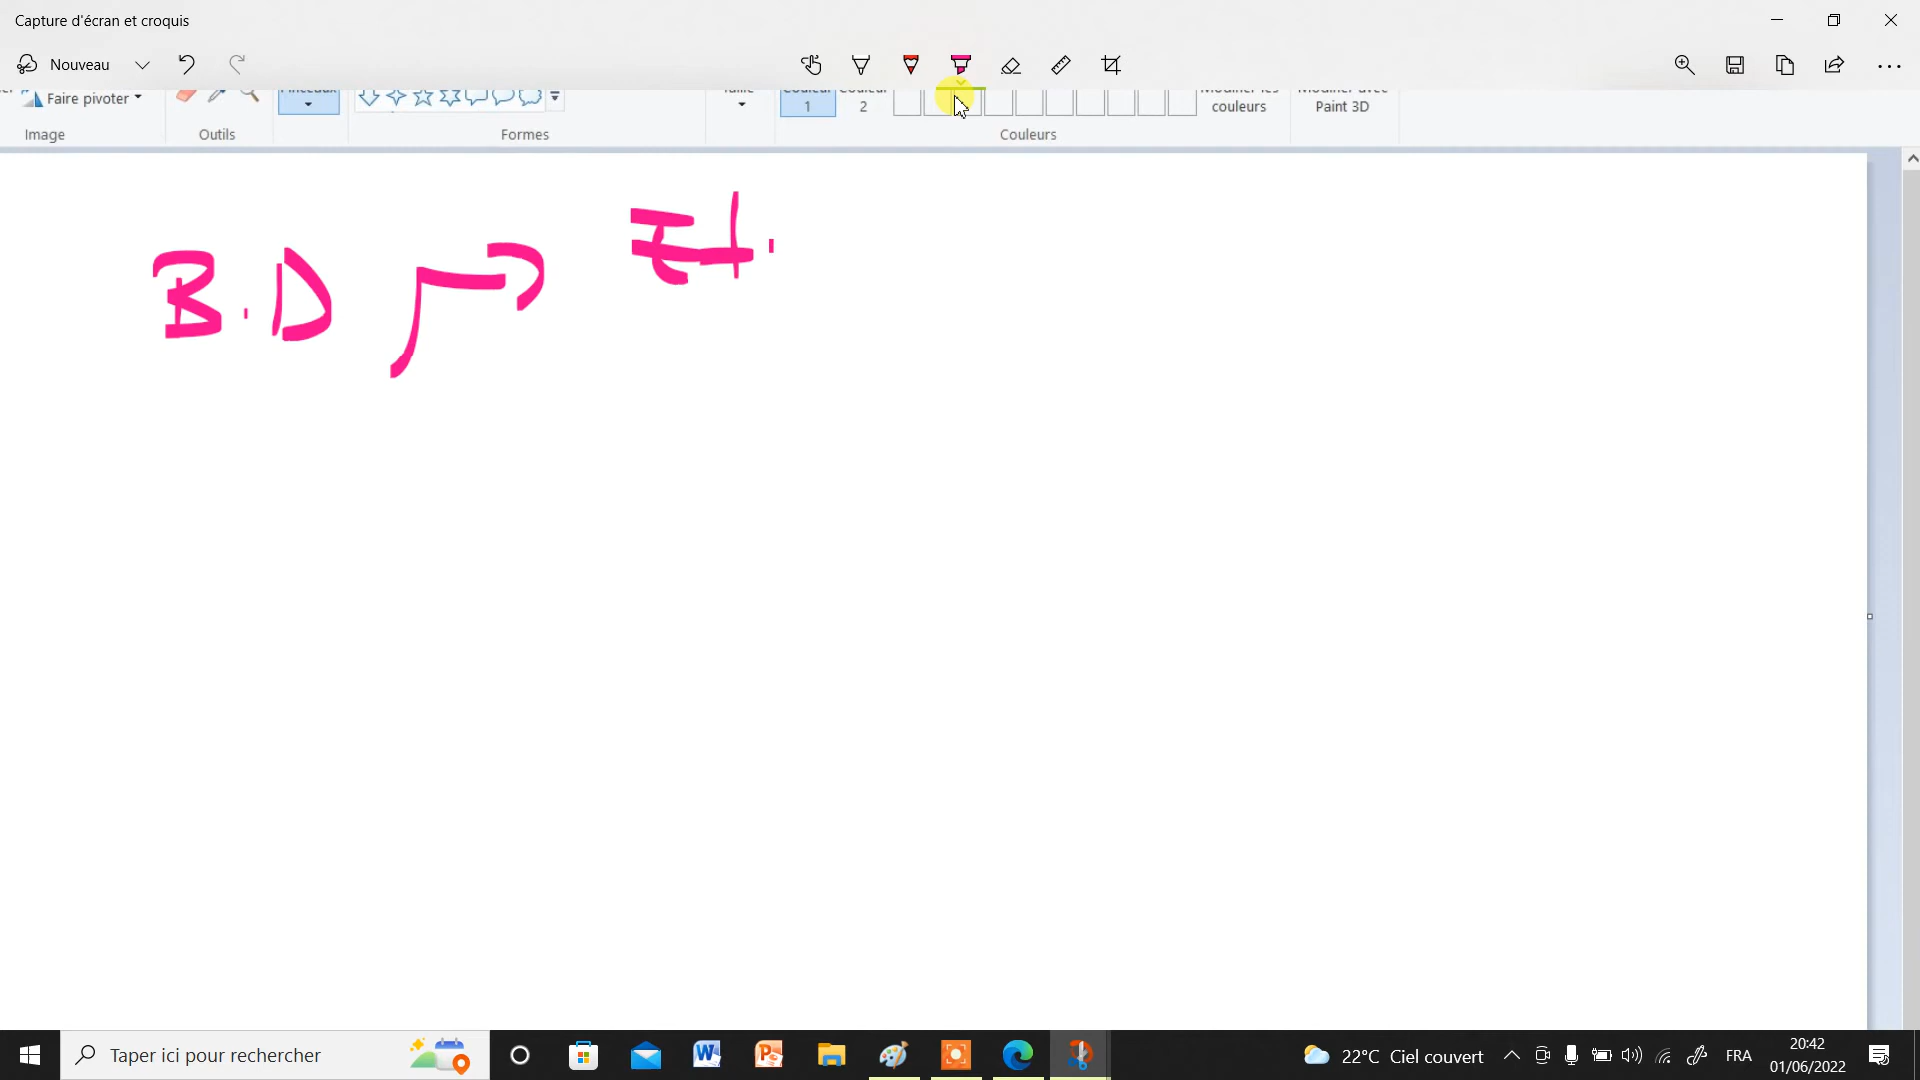 Capture d'écran et croquis
Nouveau
Faire pivoter
1
2
couleurs
Paint 3D
Image
Outils
Formes
Couleurs
B.D
Taper ici pour rechercher
22°C Ciel couvert
FRA
20:42
01/06/2022